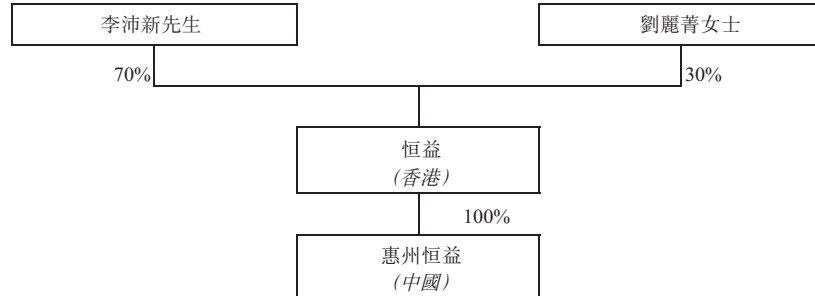 李沛新先生
劉麗菁女士
70%
30%
恒益
(香港)
100%
惠州恒益
(中國)